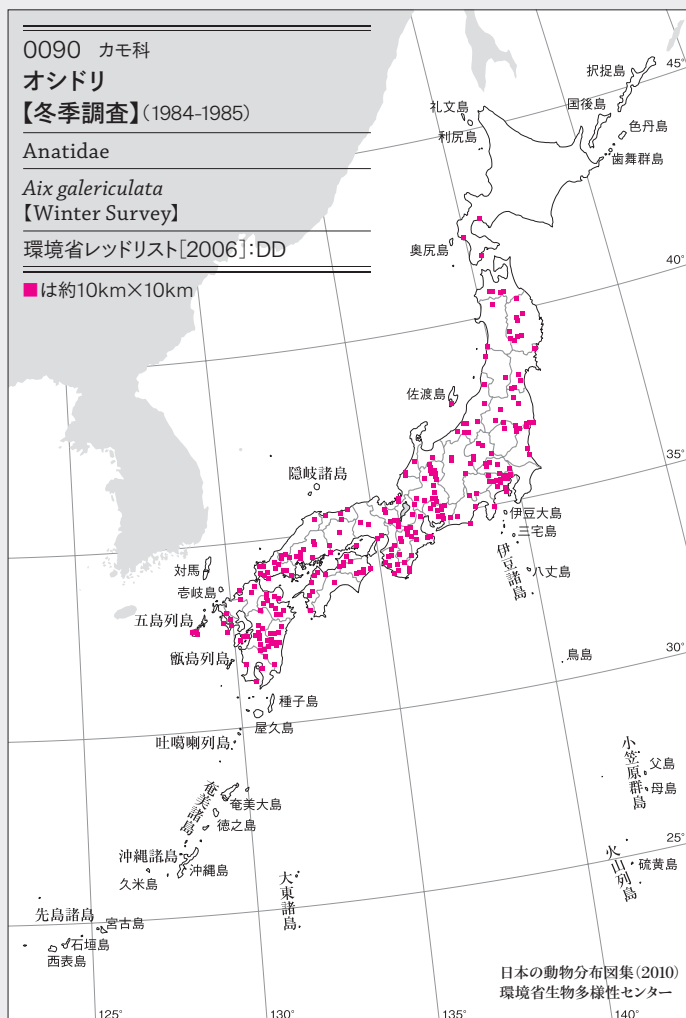 0090 カモ科
オシドリ
【冬季調査】(1984-1985)
Anatidae
Aix galericulata
【Winter Survey】
環境省レッドリスト[2006]:DD
■は約10km×10km
択捉島
45°
国後島
礼文島
色丹島
利尻島
歯舞群島
奥尻島
40°
佐渡島
35°
隠岐諸島
伊豆大島
三宅島
伊豆諸島
八丈島
対馬
壱岐島
五島列島
甑島列島
鳥島
30°
種子島
屋久島
吐噶喇列島
小笠原群島
父島
母島
奄美諸島
奄美大島
徳之島
25°
沖縄諸島
沖縄島
久米島
火山列島
硫黄島
大東諸島
先島諸島
宮古島
石垣島
西表島
日本の動物分布図集(2010)
環境省生物多様性センター
125°
130°
135°
140°